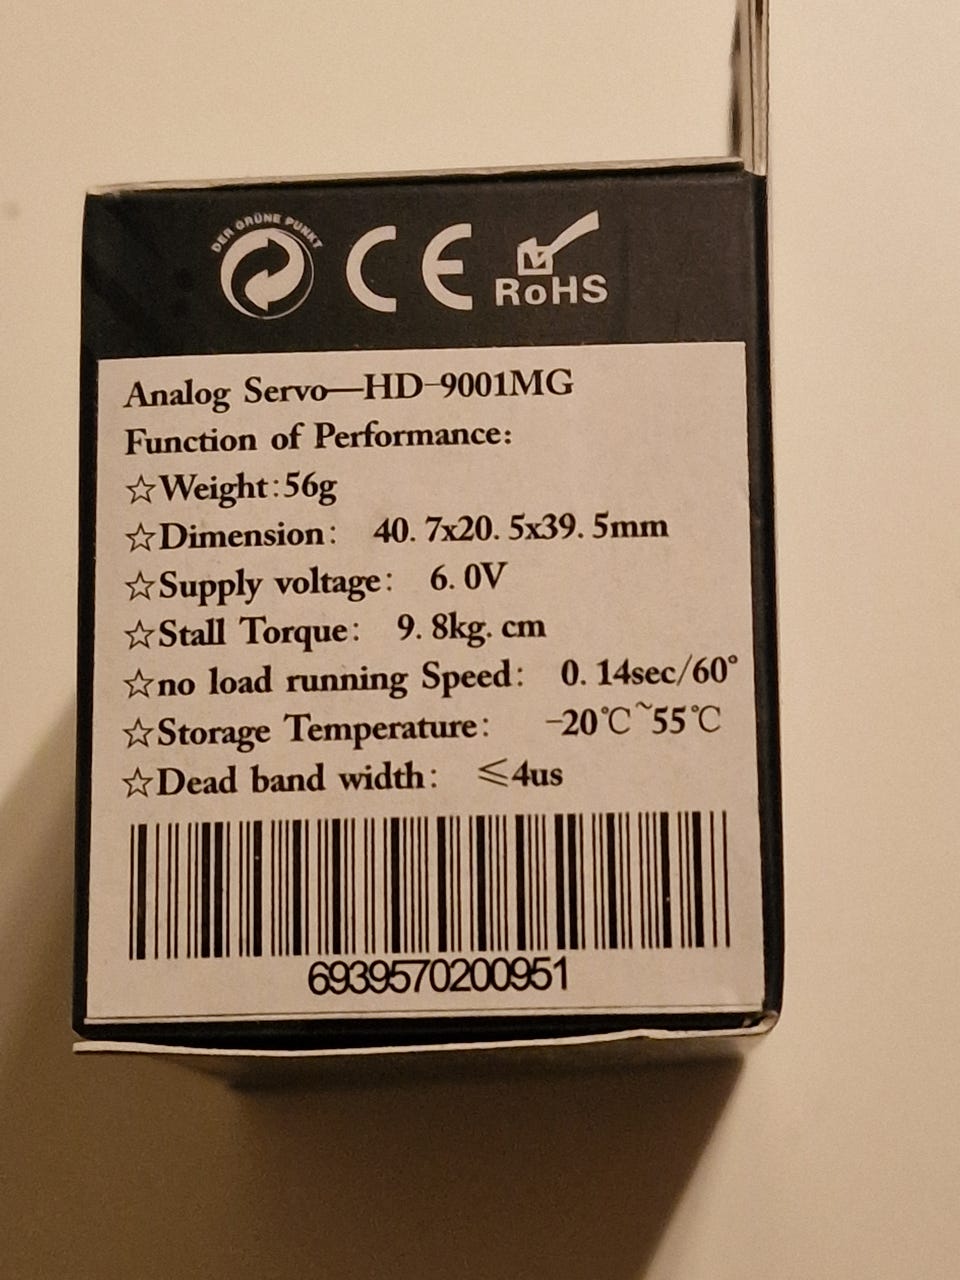 DER GRÜNE PUNKT
CE
RoHS
Analog Servo—HD-9001MG
Function of Performance:
☆Weight:56g
☆Dimension: 40. 7x20. 5x39. 5mm
☆Supply voltage: 6. 0V
☆Stall Torque: 9. 8kg. cm
☆no load running Speed: 0. 14sec/60°
☆Storage Temperature: -20℃~55℃
☆Dead band width: ≤4us
6939570200951